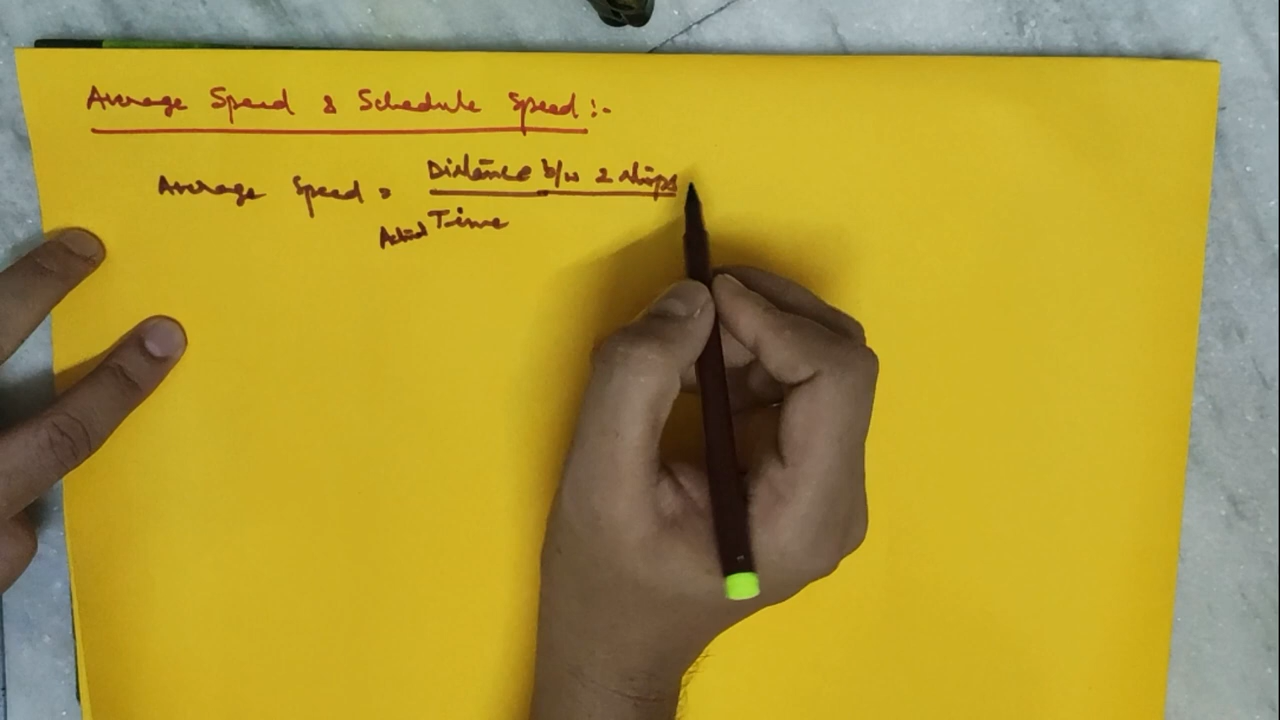 Average Speed & Schedule Speed :-
Average Speed = Distance b/w 2 stops
Actual Time